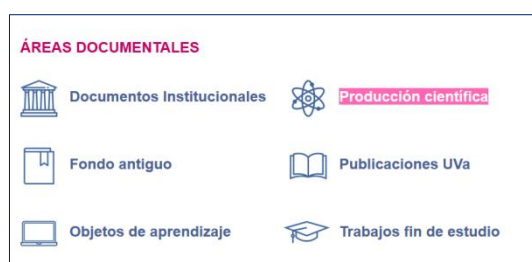 ÁREAS DOCUMENTALES
Documentos Institucionales
Producción científica
Fondo antiguo
Publicaciones UVa
Objetos de aprendizaje
Trabajos fin de estudio